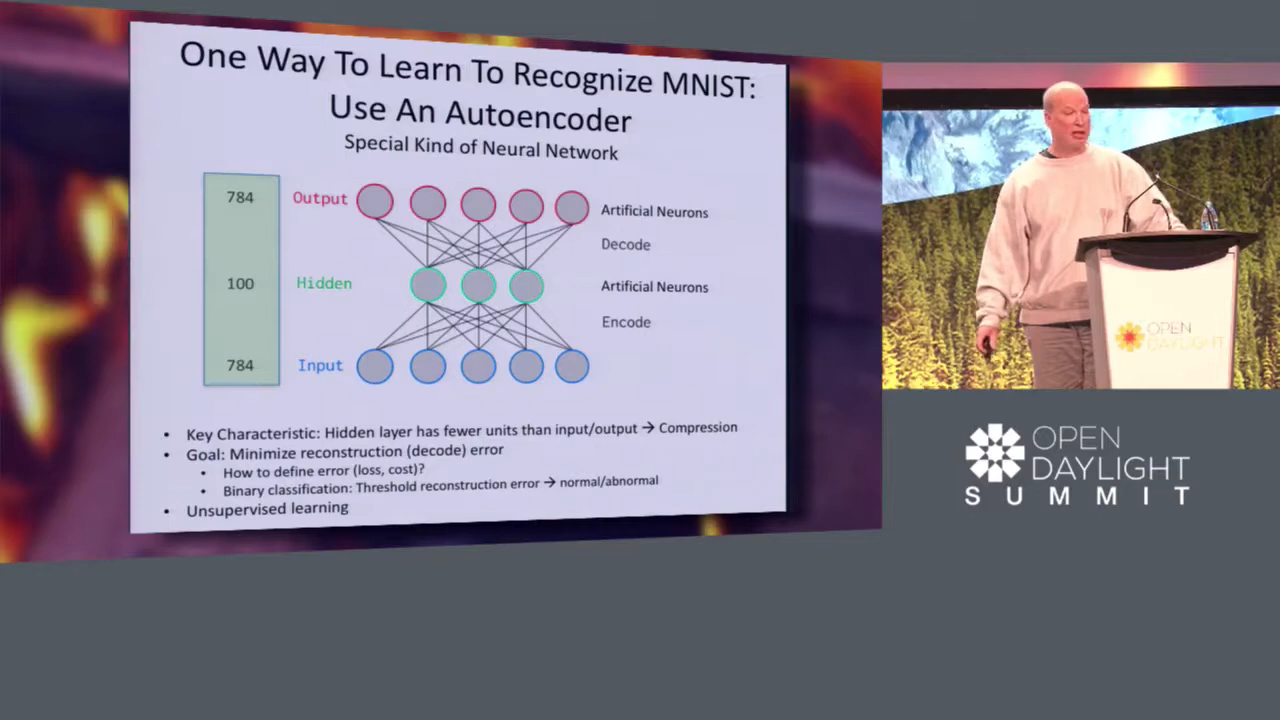 One Way To Learn To Recognize MNIST:
Use An Autoencoder
Special Kind of Neural Network
784 Output Artificial Neurons
Decode
100 Hidden Artificial Neurons
Encode
784 Input
• Key Characteristic: Hidden layer has fewer units than input/output → Compression
• Goal: Minimize reconstruction (decode) error
• How to define error (loss, cost)?
• Binary classification: Threshold reconstruction error → normal/abnormal
• Unsupervised learning
OPEN
DAYLIGHT
OPEN
DAYLIGHT
SUMMIT